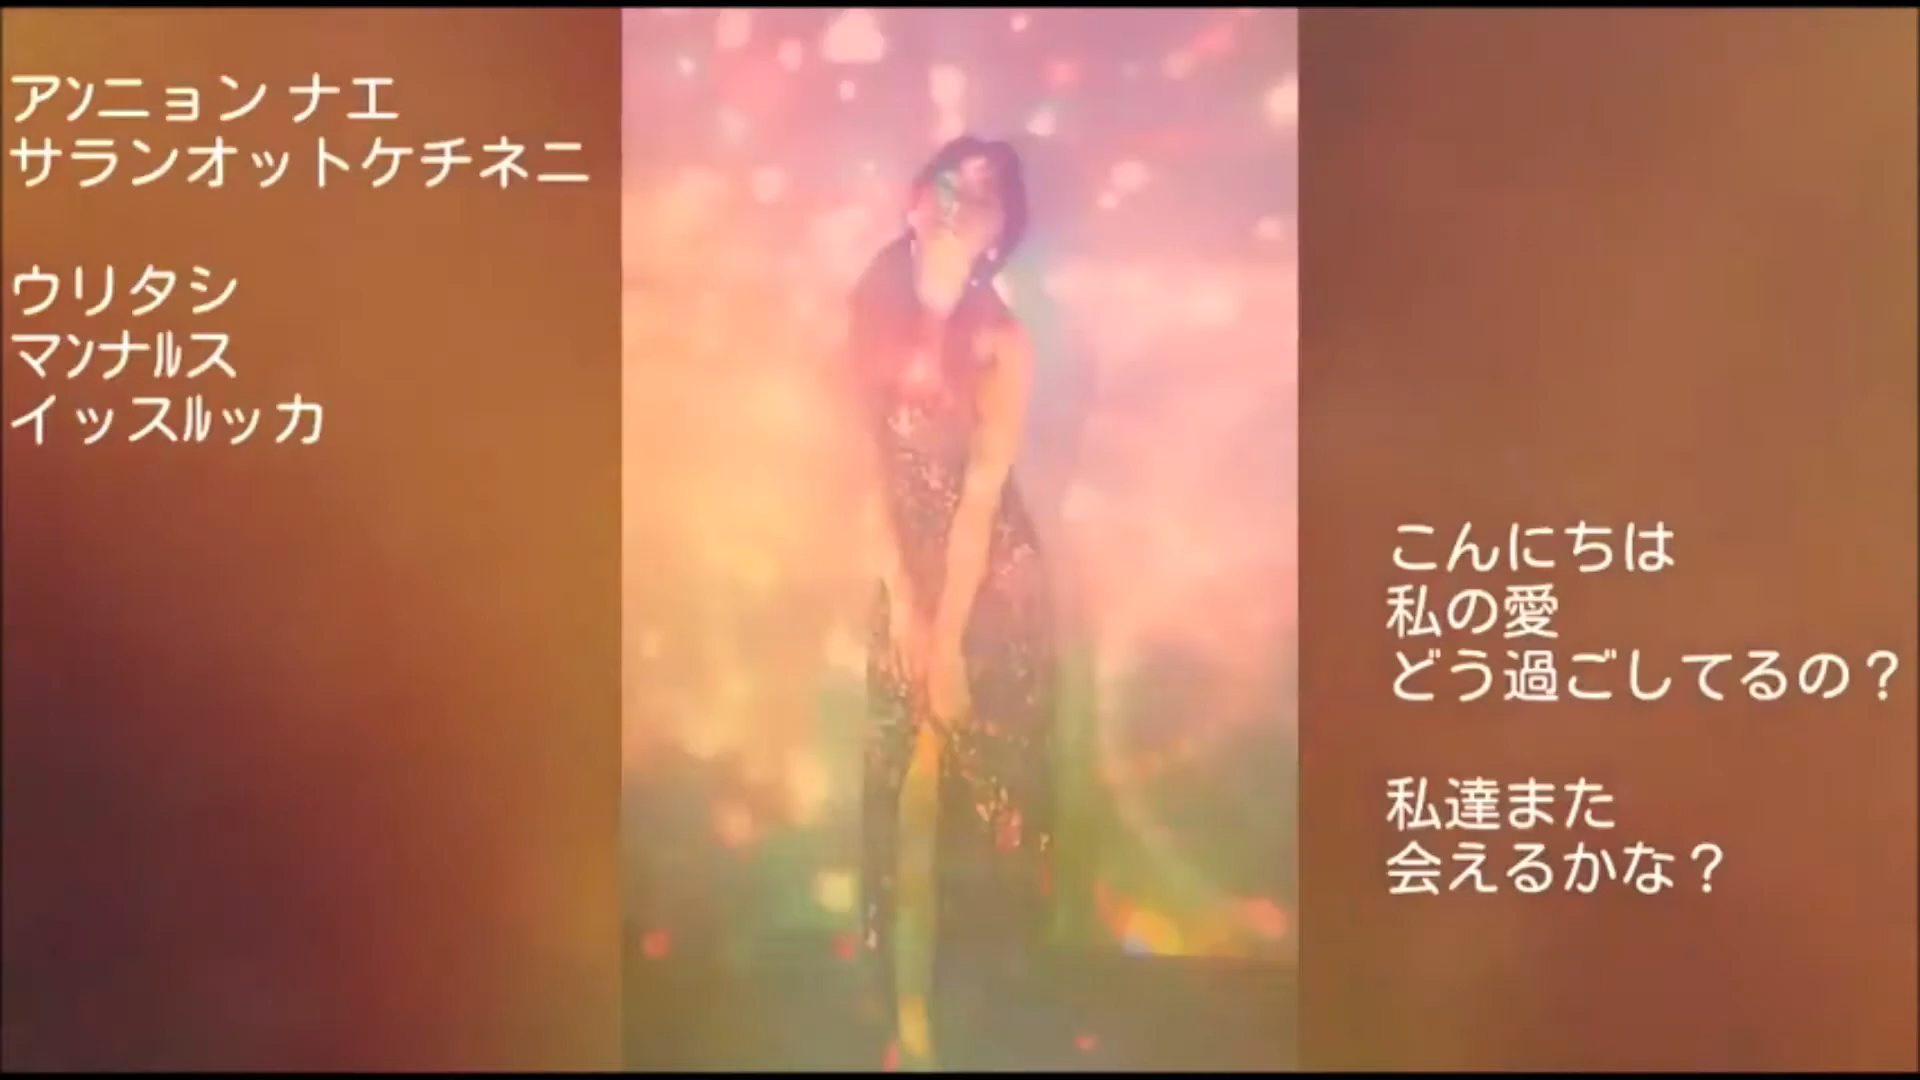 アンニョン ナエ
サランオットケチネニ
ウリタシ
マンナルス
イッスルッカ
こんにちは
私の愛
どう過ごしてるの？
私達また
会えるかな？